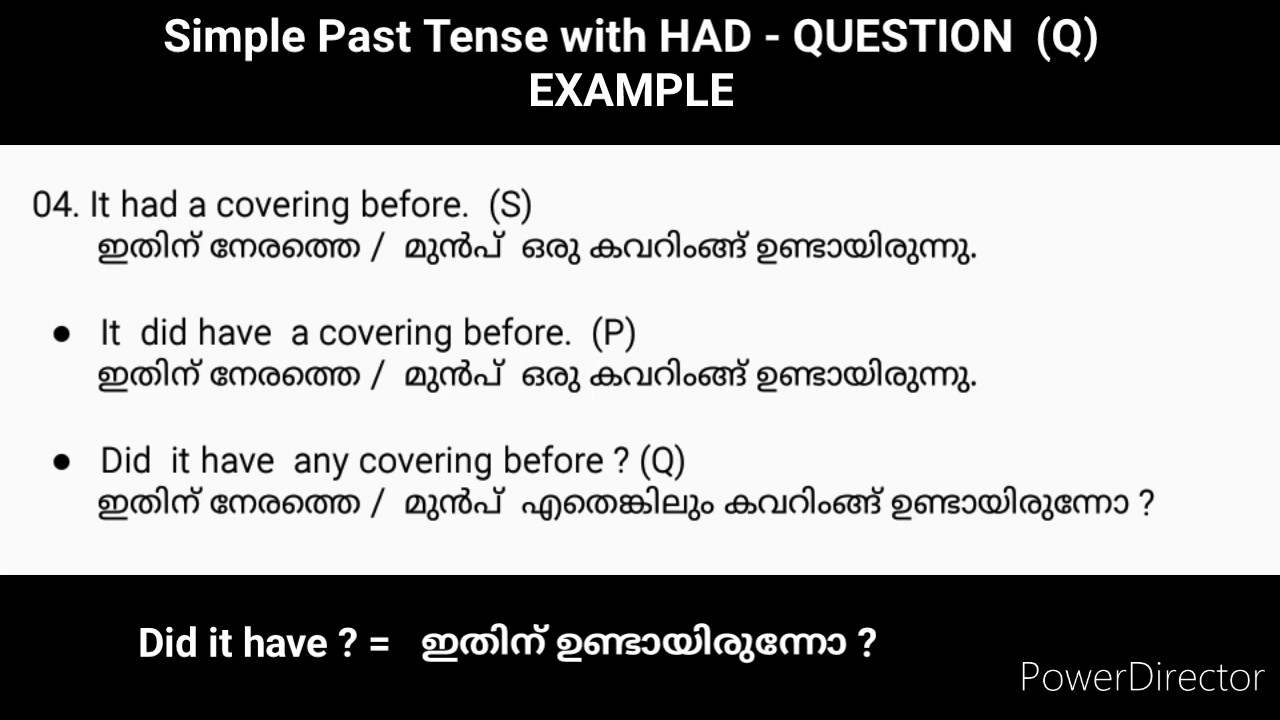 Simple Past Tense with HAD - QUESTION (Q)
EXAMPLE
04. It had a covering before. (S)
ഇതിന് നേരത്തെ / മുൻപ് ഒരു കവറിംങ്ങ് ഉണ്ടായിരുന്നു.
● It did have a covering before. (P)
ഇതിന് നേരത്തെ / മുൻപ് ഒരു കവറിംങ്ങ് ഉണ്ടായിരുന്നു.
● Did it have any covering before ? (Q)
ഇതിന് നേരത്തെ / മുൻപ് എതെങ്കിലും കവറിംങ്ങ് ഉണ്ടായിരുന്നോ ?
Did it have ? = ഇതിന് ഉണ്ടായിരുന്നോ ?
PowerDirector